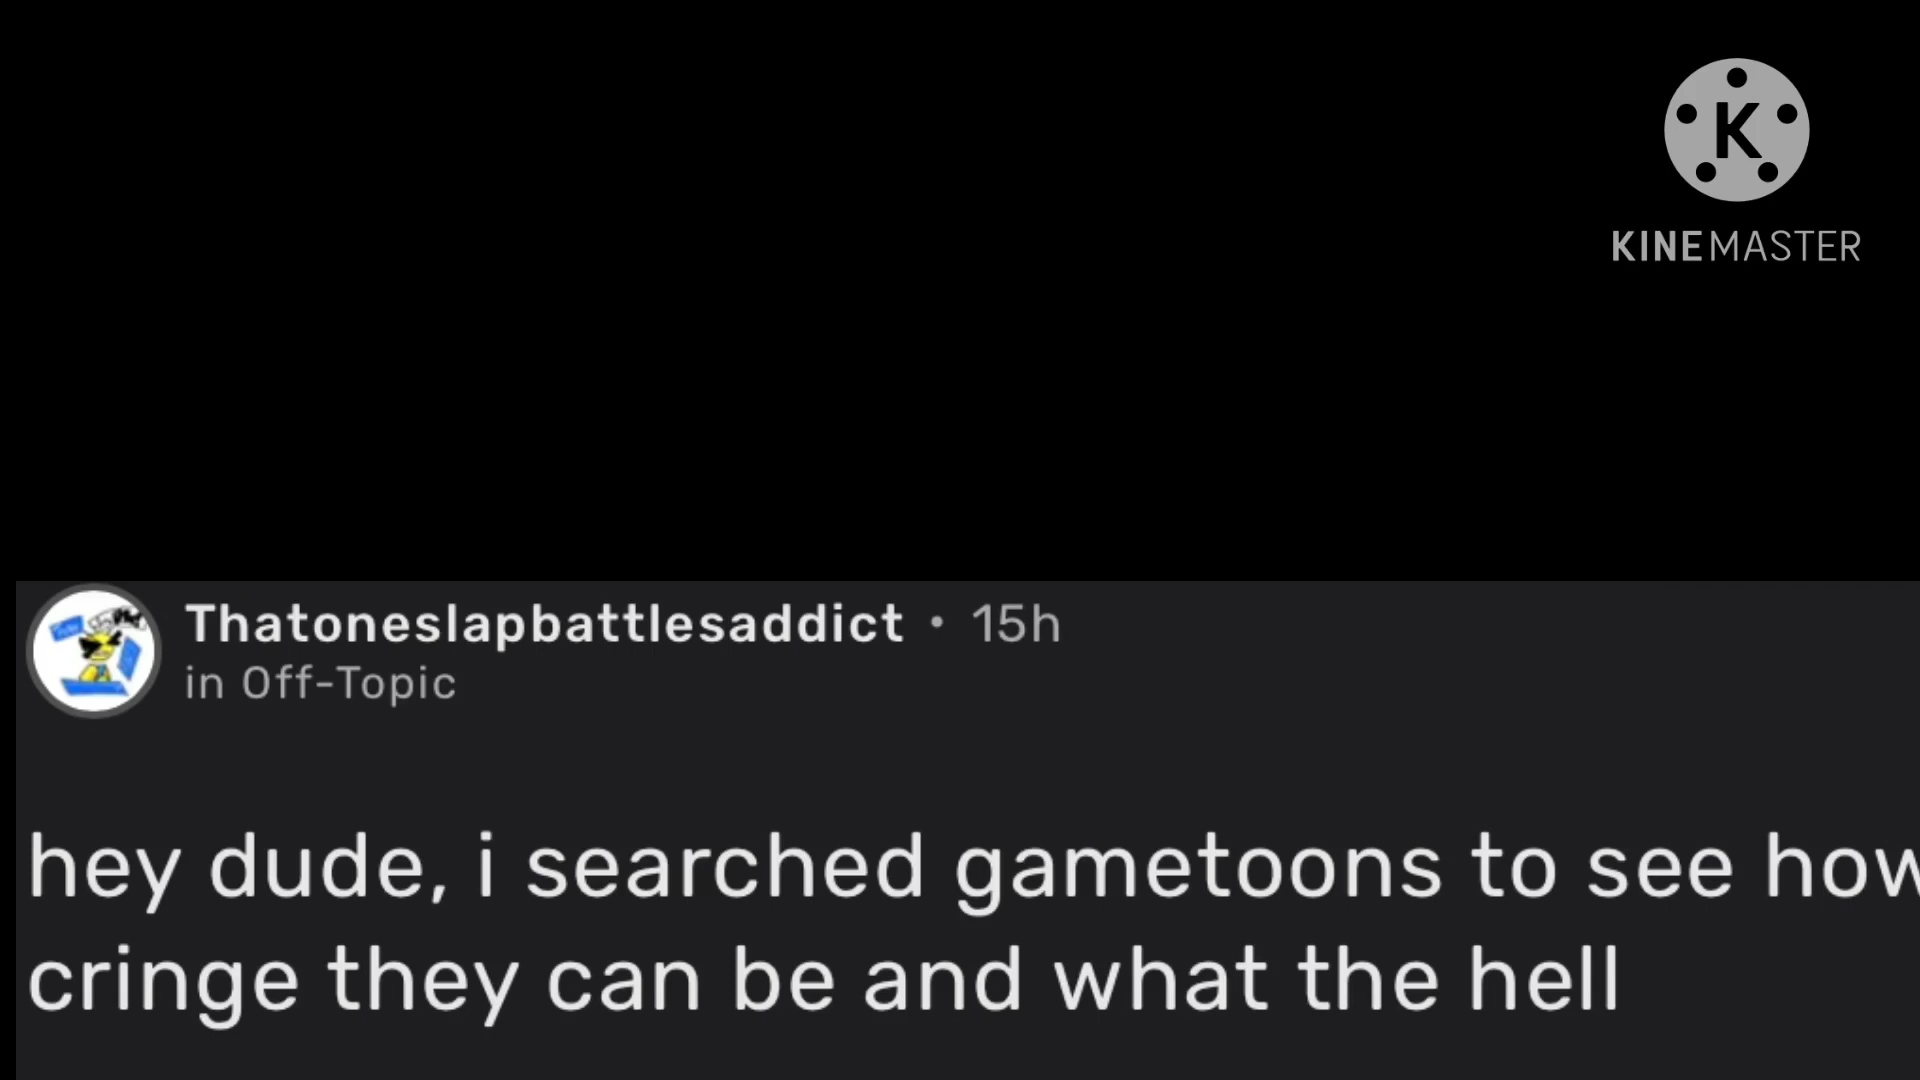 K
KINEMASTER
Thatoneslapbattlesaddict • 15h
in Off-Topic
hey dude, i searched gametoons to see how
cringe they can be and what the hell